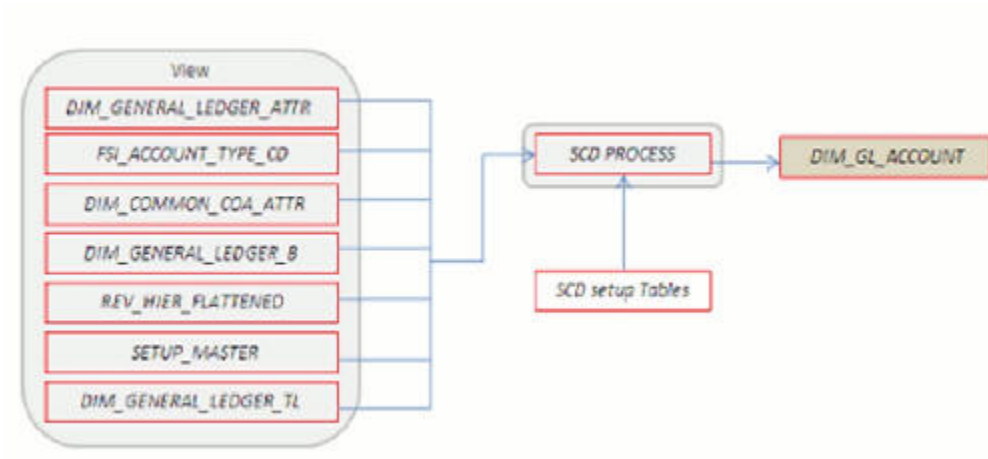 View
DIM_GENERAL_LEDGER_ATTR
FSI_ACCOUNT_TYPE_CD
DIM_COMMON_COA_ATTR
DIM_GENERAL_LEDGER_B
REV_HIER_FLATTENED
SETUP_MASTER
DIM_GENERAL_LEDGER_TL
SCD PROCESS
SCD setup Tables
DIM_GL_ACCOUNT